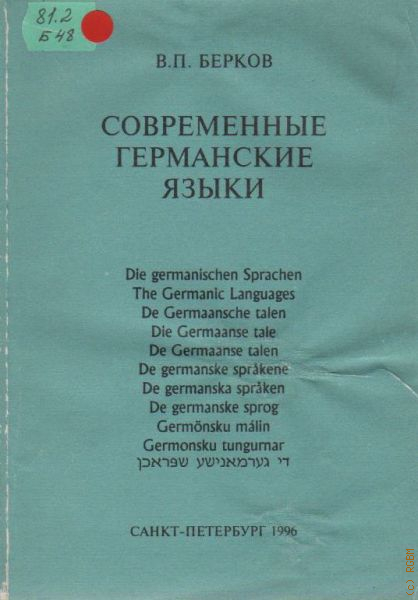 81.2
Б 48
В.П. БЕРКОВ
СОВРЕМЕННЫЕ
ГЕРМАНСКИЕ
ЯЗЫКИ
Die germanischen Sprachen
The Germanic Languages
De Germaansche talen
Die Germaanse tale
De Germaanse talen
De germanske språkene
De germanska språken
De germanske sprog
Germönsku málin
Germonsku tungurnar
די גערמאַנישע שפּראַכן
САНКТ-ПЕТЕРБУРГ 1996